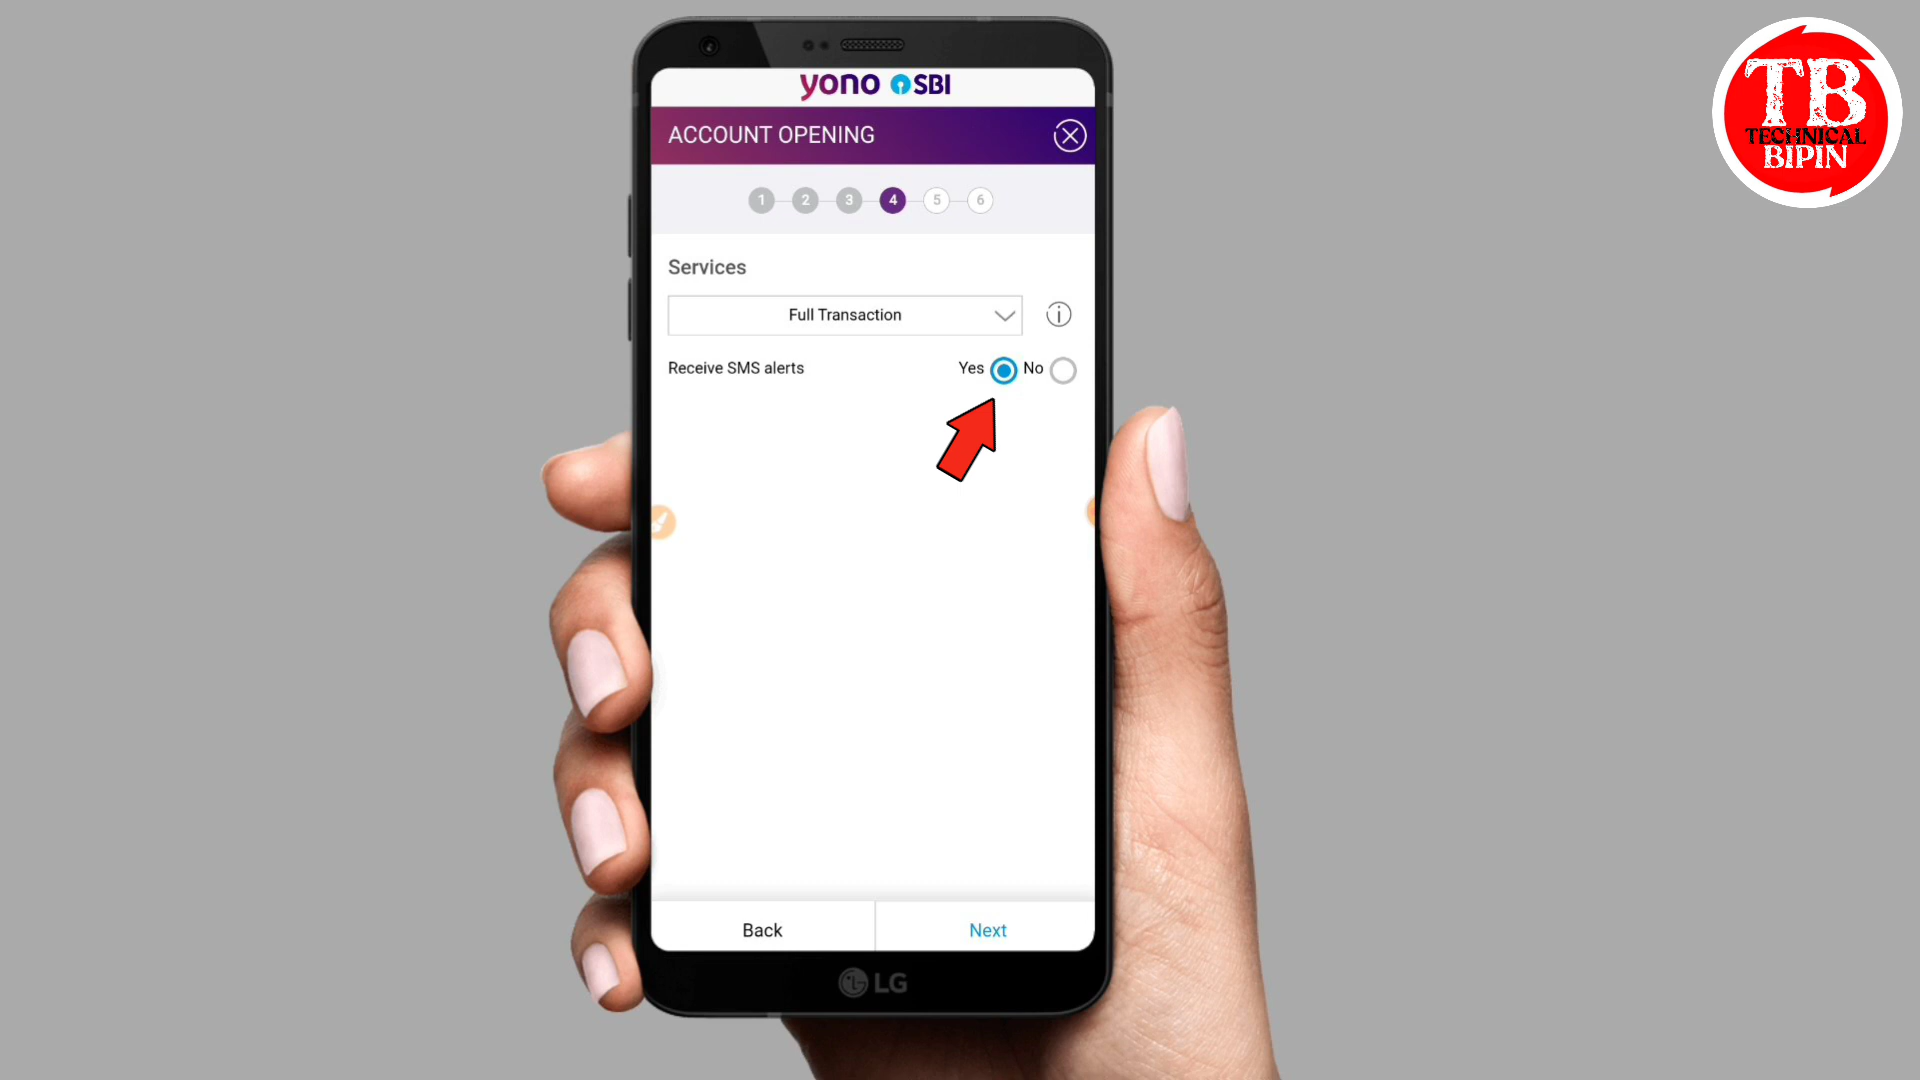 yono SBI
ACCOUNT OPENING
1 2 3 4 5 6
Services
Full Transaction
Receive SMS alerts Yes No
Back Next
LG
TB
TECHNICAL
BIPIN